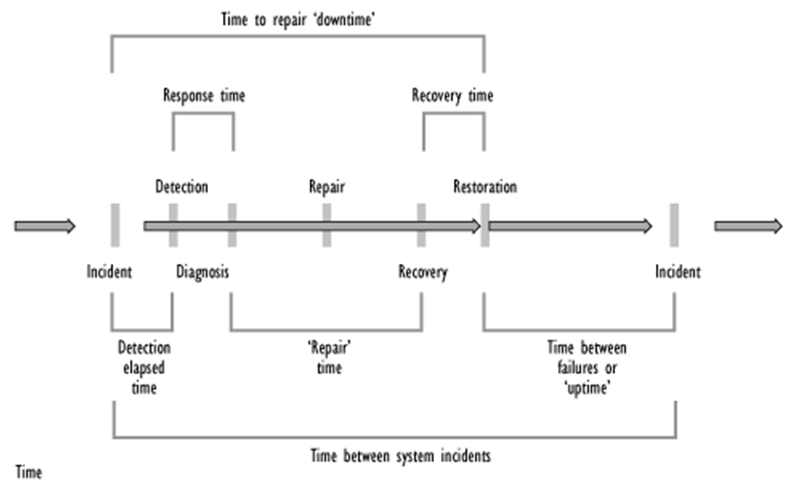 Time to repair ‘downtime’
Response time
Recovery time
Detection
Repair
Restoration
Incident
Diagnosis
Recovery
Incident
Detection
elapsed
time
‘Repair’
time
Time between
failures or
‘uptime’
Time between system incidents
Time